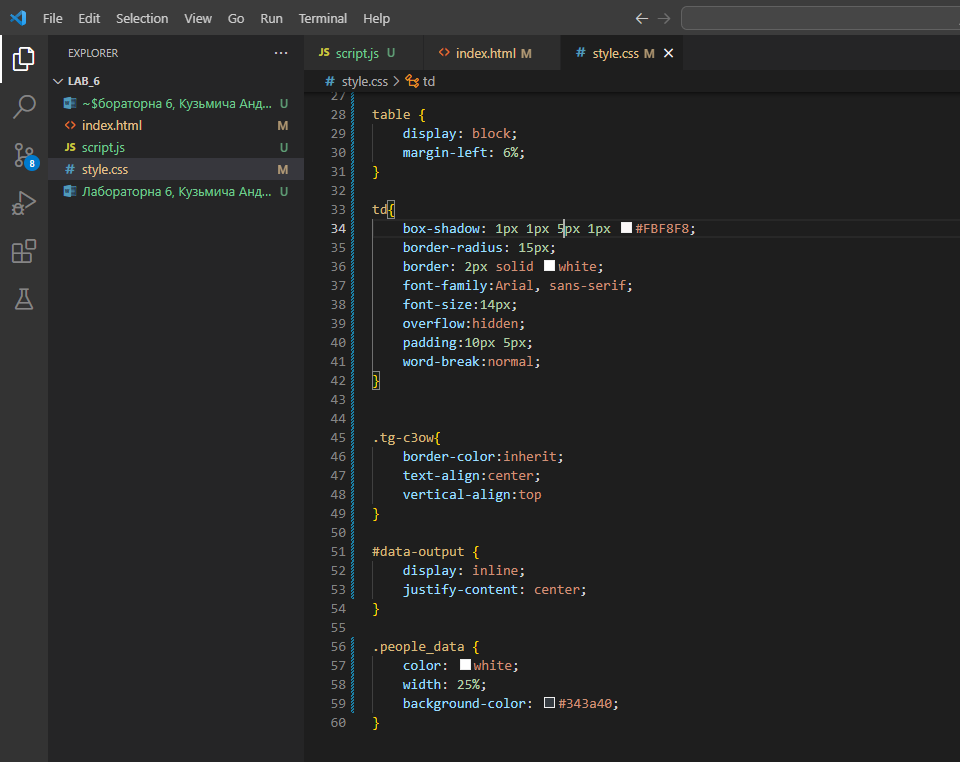 File Edit Selection View Go Run Terminal Help
EXPLORER ···
JS script.js U
<> index.html M
# style.css M ×
# style.css > td
LAB_6
~$бораторна 6, Кузьмича Анд... U
<> index.html M
JS script.js U
# style.css M
Лабораторна 6, Кузьмича Анд... U
8
27
28 table {
29 display: block;
30 margin-left: 6%;
31 }
32
33 td{
34 box-shadow: 1px 1px 5px 1px #FBF8F8;
35 border-radius: 15px;
36 border: 2px solid white;
37 font-family:Arial, sans-serif;
38 font-size:14px;
39 overflow:hidden;
40 padding:10px 5px;
41 word-break:normal;
42 }
43
44
45 .tg-c3ow{
46 border-color:inherit;
47 text-align:center;
48 vertical-align:top
49 }
50
51 #data-output {
52 display: inline;
53 justify-content: center;
54 }
55
56 .people_data {
57 color: white;
58 width: 25%;
59 background-color: #343a40;
60 }